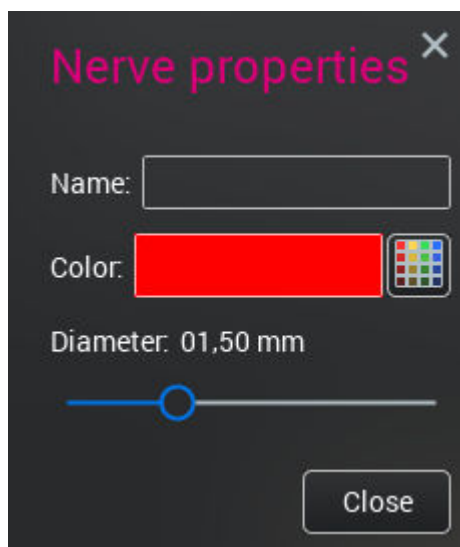 Nerve properties
Name:
Color:
Diameter: 01,50 mm
Close